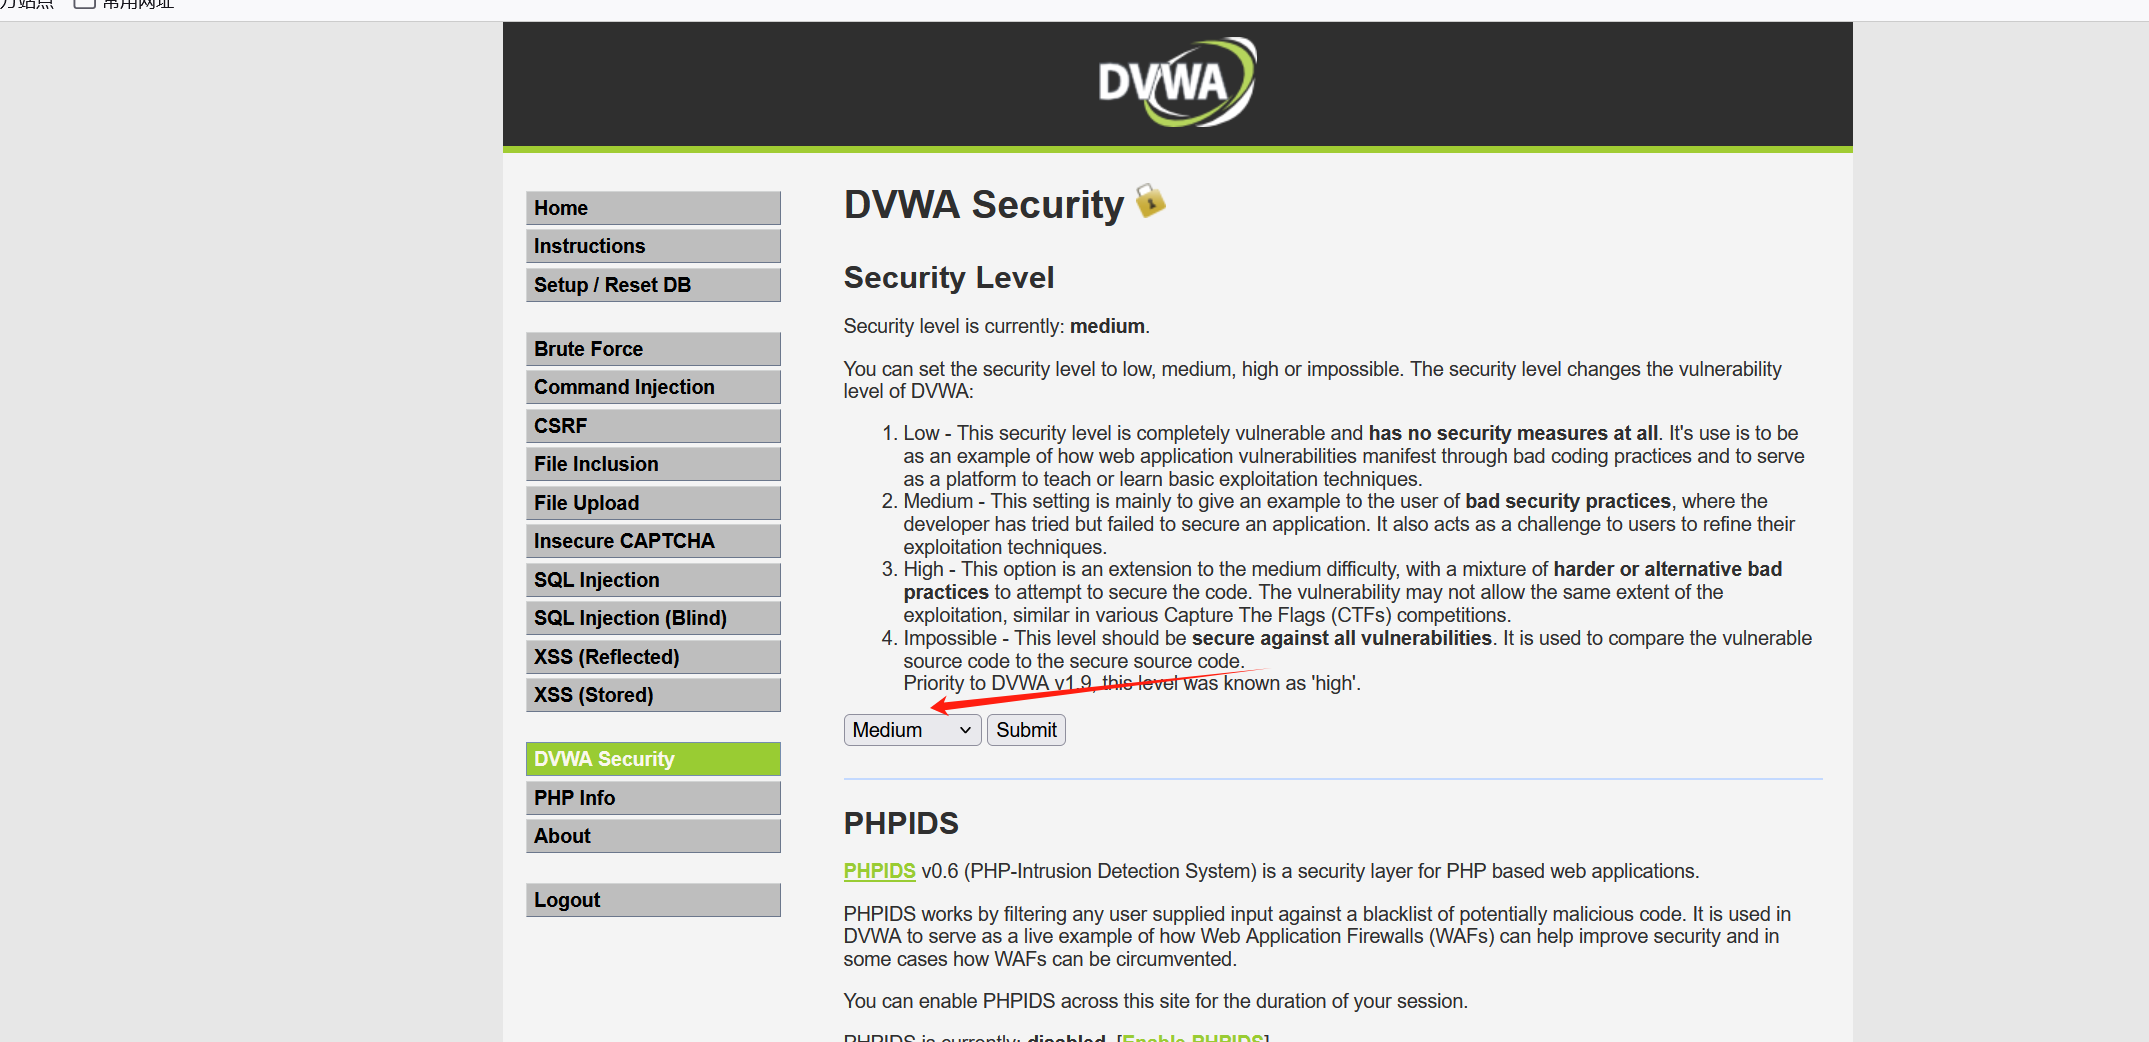 常用网址
DVWA
Home
Instructions
Setup / Reset DB
Brute Force
Command Injection
CSRF
File Inclusion
File Upload
Insecure CAPTCHA
SQL Injection
SQL Injection (Blind)
XSS (Reflected)
XSS (Stored)
DVWA Security
PHP Info
About
Logout
DVWA Security
Security Level
Security level is currently: medium.
You can set the security level to low, medium, high or impossible. The security level changes the vulnerability
level of DVWA:
1. Low - This security level is completely vulnerable and has no security measures at all. It's use is to be
as an example of how web application vulnerabilities manifest through bad coding practices and to serve
as a platform to teach or learn basic exploitation techniques.
2. Medium - This setting is mainly to give an example to the user of bad security practices, where the
developer has tried but failed to secure an application. It also acts as a challenge to users to refine their
exploitation techniques.
3. High - This option is an extension to the medium difficulty, with a mixture of harder or alternative bad
practices to attempt to secure the code. The vulnerability may not allow the same extent of the
exploitation, similar in various Capture The Flags (CTFs) competitions.
4. Impossible - This level should be secure against all vulnerabilities. It is used to compare the vulnerable
source code to the secure source code.
Priority to DVWA v1.9, this level was known as 'high'.
Medium Submit
PHPIDS
PHPIDS v0.6 (PHP-Intrusion Detection System) is a security layer for PHP based web applications.
PHPIDS works by filtering any user supplied input against a blacklist of potentially malicious code. It is used in
DVWA to serve as a live example of how Web Application Firewalls (WAFs) can help improve security and in
some cases how WAFs can be circumvented.
You can enable PHPIDS across this site for the duration of your session.
PHPIDS is currently: disabled. [Enable PHPIDS]